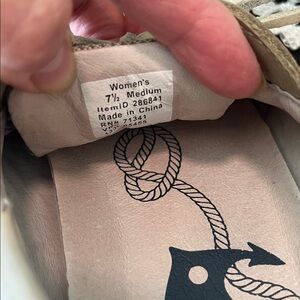 Women's
7½ Medium
ItemID 286841
Made in China
RN# 71341